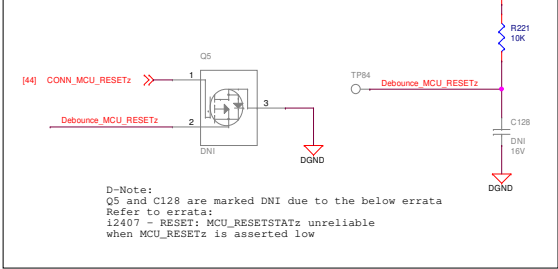 R221
10K
Q5
[44] CONN_MCU_RESETz
1
TP84
Debounce_MCU_RESETz
3
Debounce_MCU_RESETz
2
C128
DNI
DNI
16V
DGND
DGND
D-Note:
Q5 and C128 are marked DNI due to the below errata
Refer to errata:
i2407 - RESET: MCU_RESETSTATz unreliable
when MCU_RESETz is asserted low